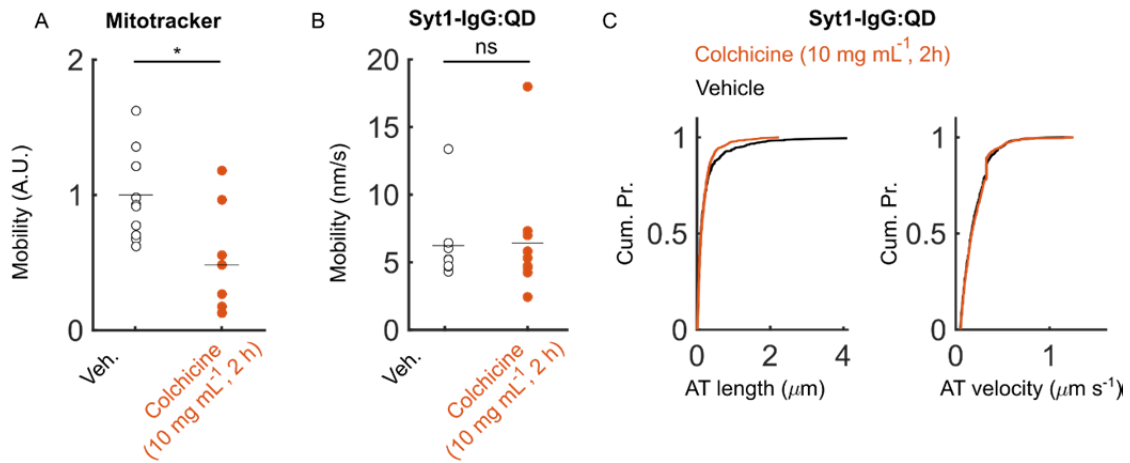 A
Mitotracker
*
2
1
0
Mobility (A.U.)
Veh.
Colchicine
(10 mg mL⁻¹, 2 h)
B
Syt1-IgG:QD
ns
20
15
10
5
0
Mobility (nm/s)
Veh.
Colchicine
(10 mg mL⁻¹, 2 h)
C
Syt1-IgG:QD
Colchicine (10 mg mL⁻¹, 2h)
Vehicle
1
0.5
0
Cum. Pr.
0 2 4
AT length (μm)
1
0.5
0
Cum. Pr.
0 1
AT velocity (μm s⁻¹)